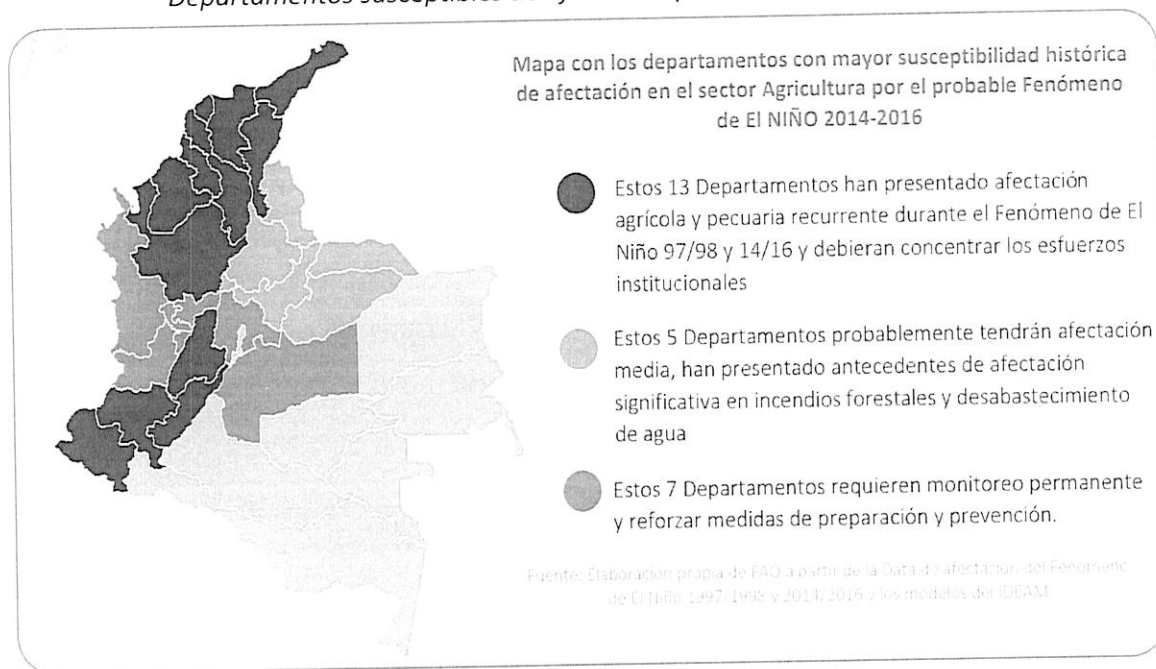 Departamentos susceptibles de
Mapa con los departamentos con mayor susceptibilidad histórica
de afectación en el sector Agricultura por el probable Fenómeno
de El NIÑO 2014-2016
Estos 13 Departamentos han presentado afectación
agrícola y pecuaria recurrente durante el Fenómeno de El
Niño 97/98 y 14/16 y debieran concentrar los esfuerzos
institucionales
Estos 5 Departamentos probablemente tendrán afectación
media, han presentado antecedentes de afectación
significativa en incendios forestales y desabastecimiento
de agua
Estos 7 Departamentos requieren monitoreo permanente
y reforzar medidas de preparación y prevención.
Fuente: Elaboración propia de FAO a partir de la Data de afectación del Fenómeno
de El Niño 1997/1998 y 2014/2016 y los modelos del IDEAM